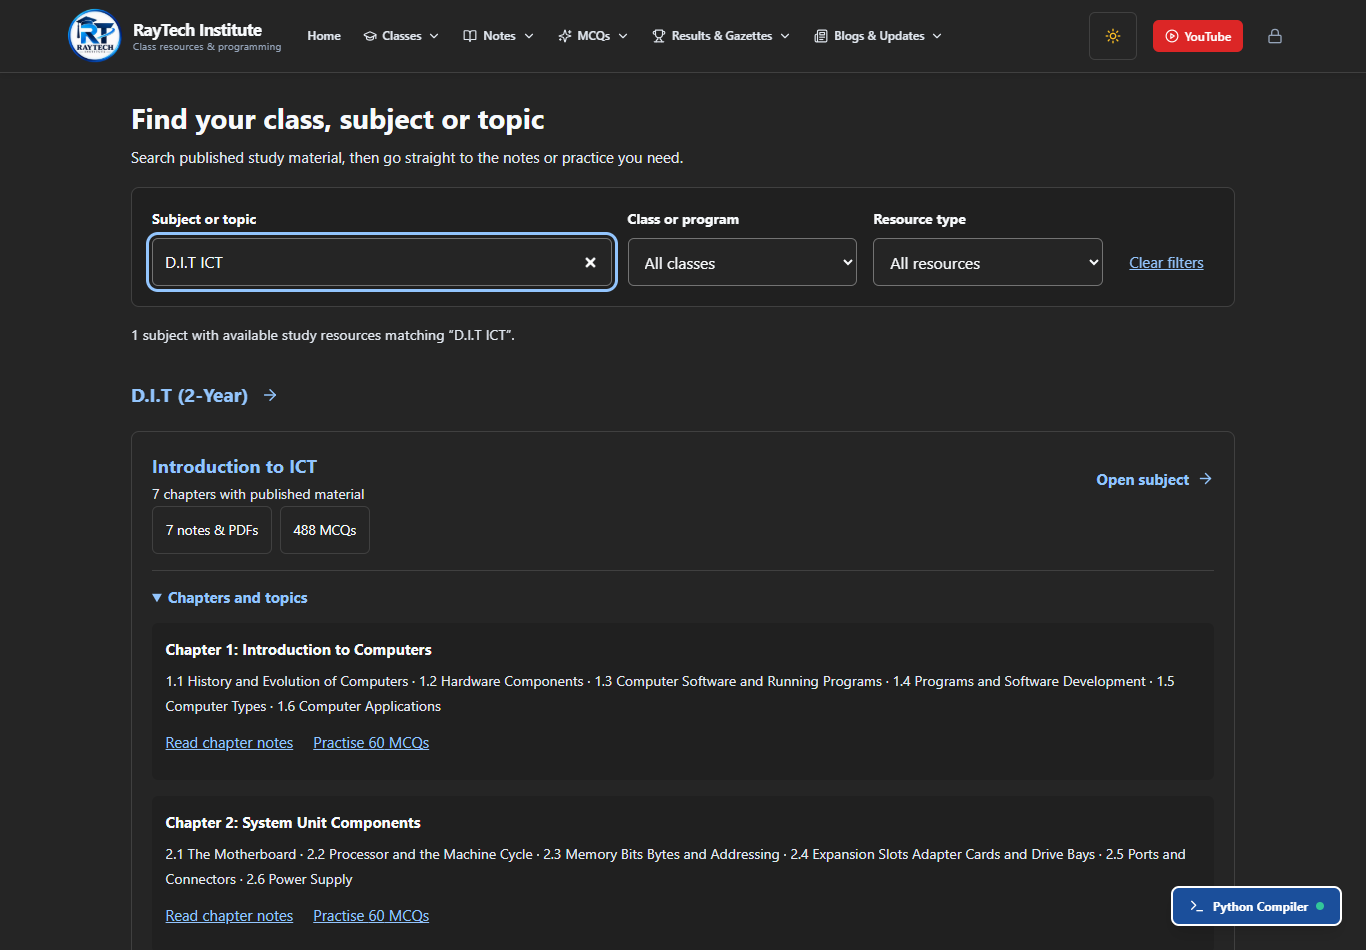 RayTech Institute
Class resources & programming
Home
Classes
Notes
MCQs
Results & Gazettes
Blogs & Updates
YouTube
RT
RAYTECH
Find your class, subject or topic
Search published study material, then go straight to the notes or practice you need.
Subject or topic
Class or program
Resource type
D.I.T ICT
All classes
All resources
Clear filters
1 subject with available study resources matching “D.I.T ICT”.
D.I.T (2-Year)
Introduction to ICT
7 chapters with published material
Open subject
7 notes & PDFs
488 MCQs
Chapters and topics
Chapter 1: Introduction to Computers
1.1 History and Evolution of Computers · 1.2 Hardware Components · 1.3 Computer Software and Running Programs · 1.4 Programs and Software Development · 1.5
Computer Types · 1.6 Computer Applications
Read chapter notes
Practise 60 MCQs
Chapter 2: System Unit Components
2.1 The Motherboard · 2.2 Processor and the Machine Cycle · 2.3 Memory Bits Bytes and Addressing · 2.4 Expansion Slots Adapter Cards and Drive Bays · 2.5 Ports and
Connectors · 2.6 Power Supply
Read chapter notes
Practise 60 MCQs
Python Compiler